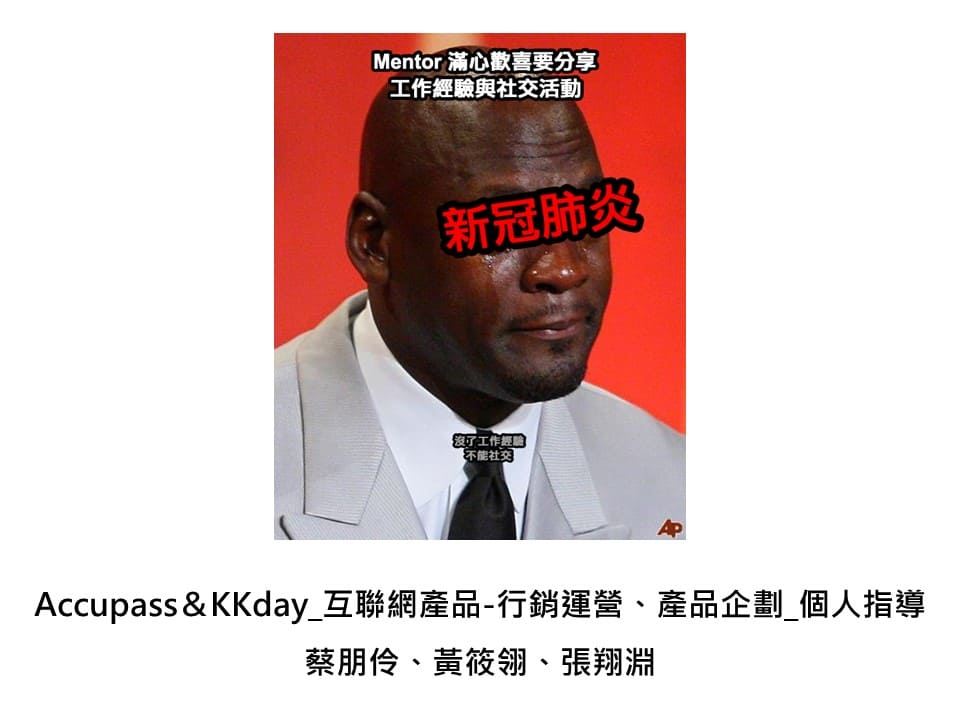 Mentor 滿心歡喜要分享
工作經驗與社交活動
新冠肺炎
沒了工作經驗
不能社交
AP
Accupass＆KKday_互聯網產品-行銷運營、產品企劃_個人指導
蔡朋伶、黃筱翎、張翔淵